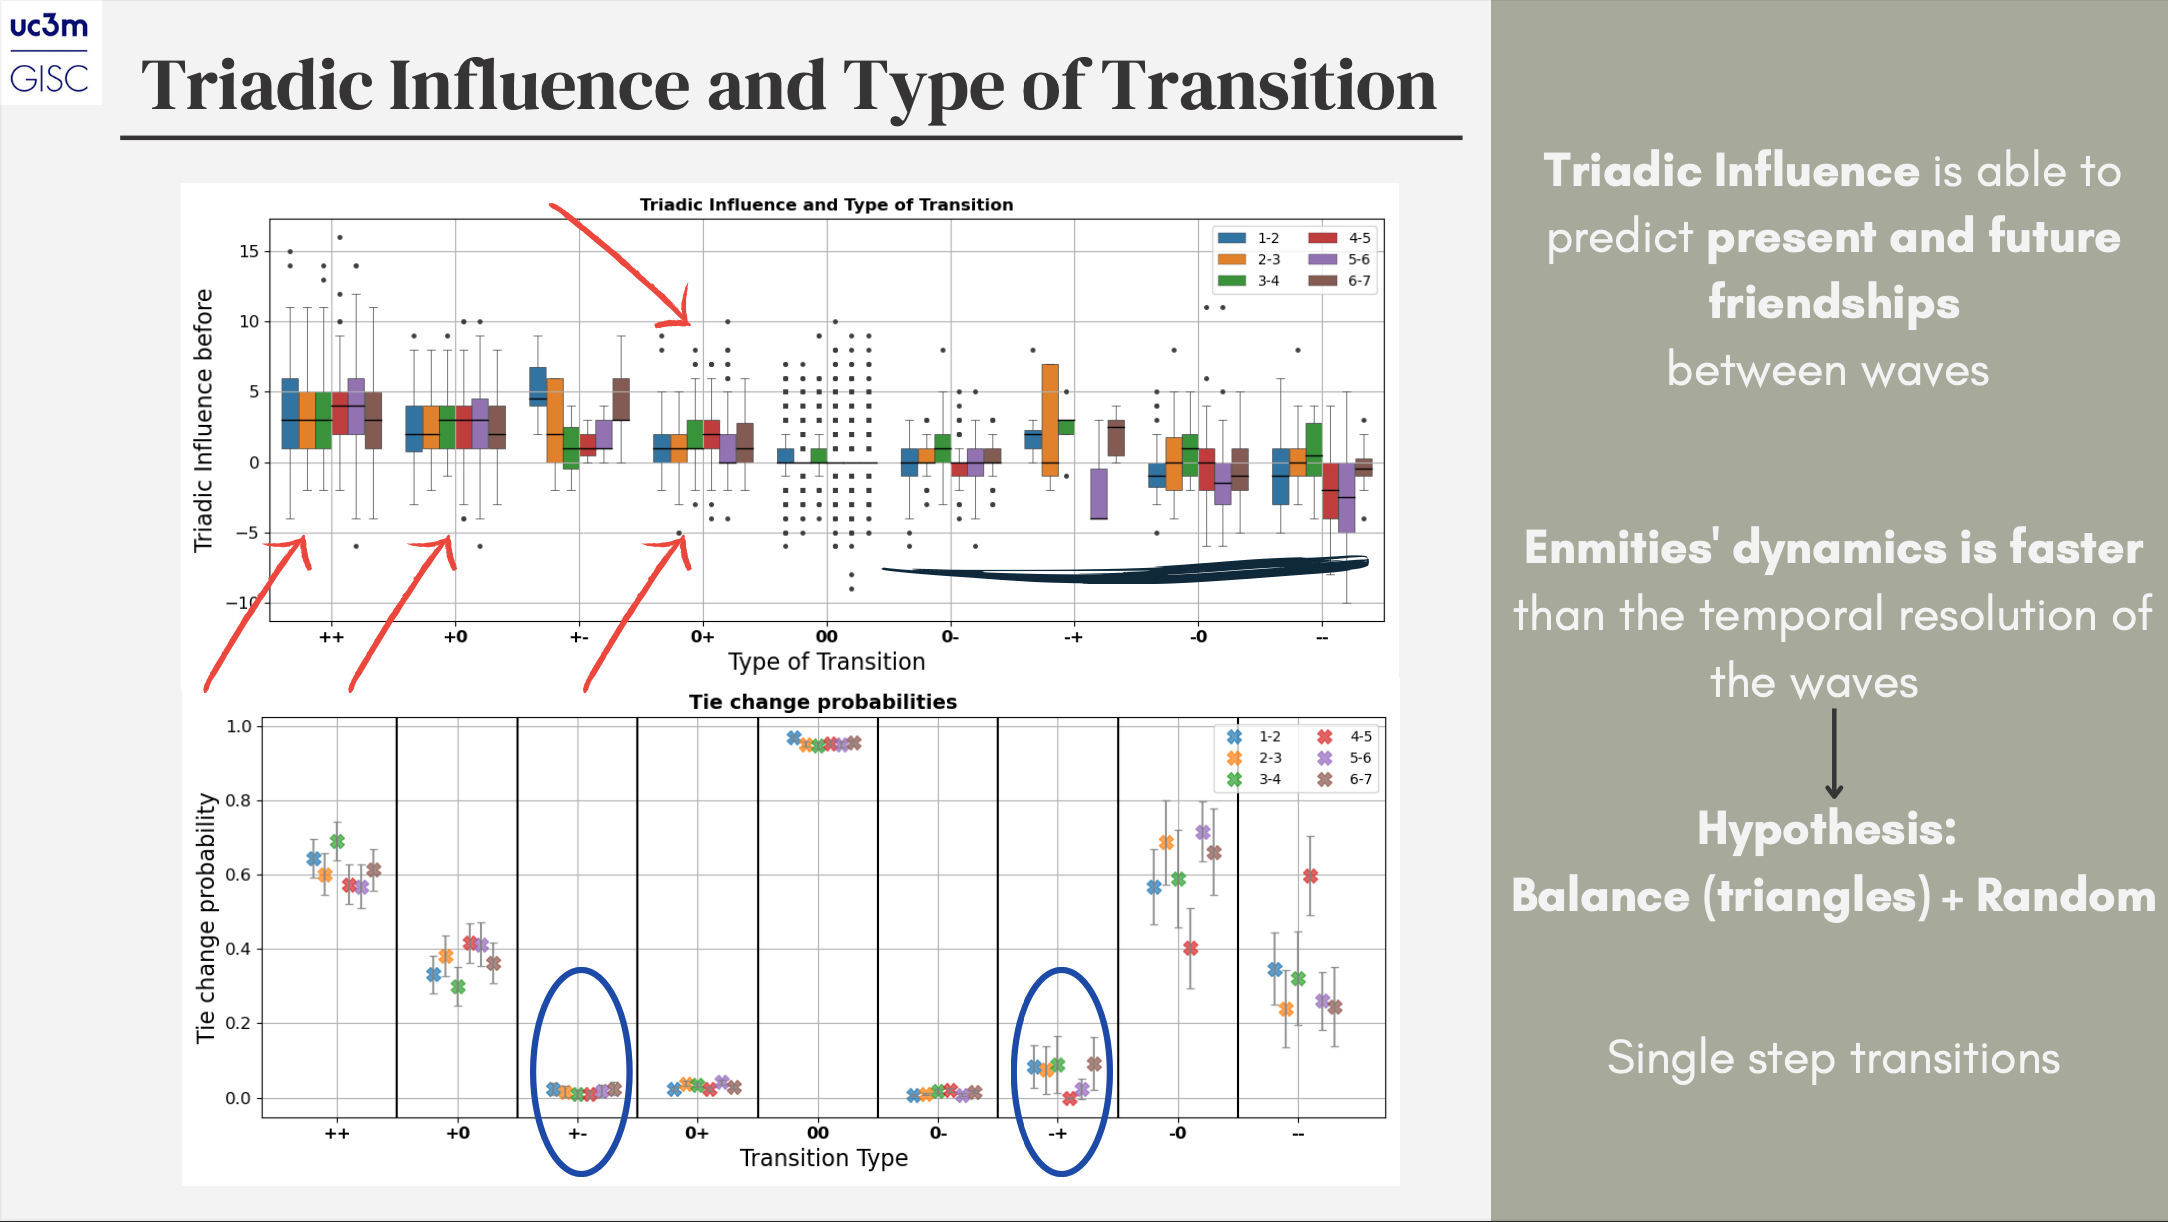 uc3m
GISC
Triadic Influence and Type of Transition
Triadic Influence and Type of Transition
Triadic Influence before
15
10
5
0
−5
−10
1-2
2-3
3-4
4-5
5-6
6-7
++
+0
+-
0+
00
0-
-+
-0
--
Type of Transition
Tie change probabilities
Tie change probability
1.0
0.8
0.6
0.4
0.2
0.0
1-2
2-3
3-4
4-5
5-6
6-7
++
+0
+-
0+
00
0-
-+
-0
--
Transition Type
Triadic Influence is able to
predict present and future
friendships
between waves
Enmities' dynamics is faster
than the temporal resolution of
the waves
Hypothesis:
Balance (triangles) + Random
Single step transitions